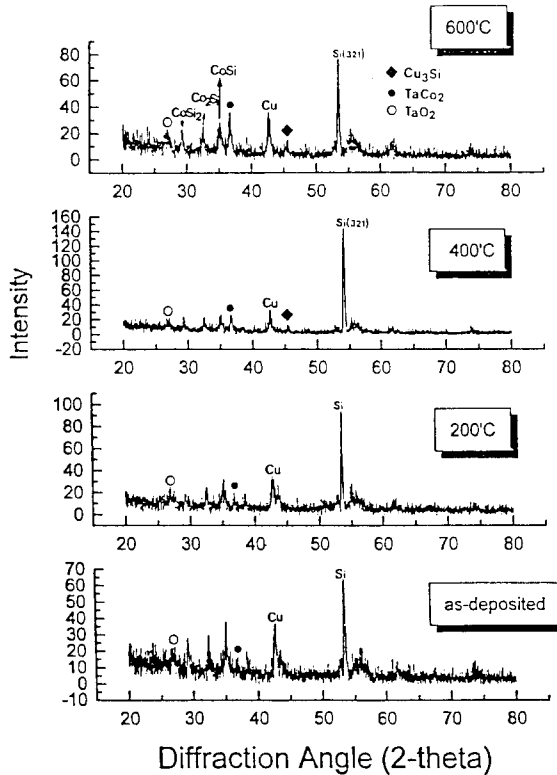 600'C
80
60
40
20
0
CoSi
Co2Si
CoSi2
Cu
Si(321)
Cu3Si
TaCo2
TaO2
20 30 40 50 60 70 80
160
140
120
100
80
60
40
20
0
-20
Cu
Si(321)
400'C
20 30 40 50 60 70 80
Intensity
100
80
60
40
20
0
Cu
Si
200'C
20 30 40 50 60 70 80
70
60
50
40
30
20
10
0
-10
Cu
Si
as-deposited
20 30 40 50 60 70 80
Diffraction Angle (2-theta)